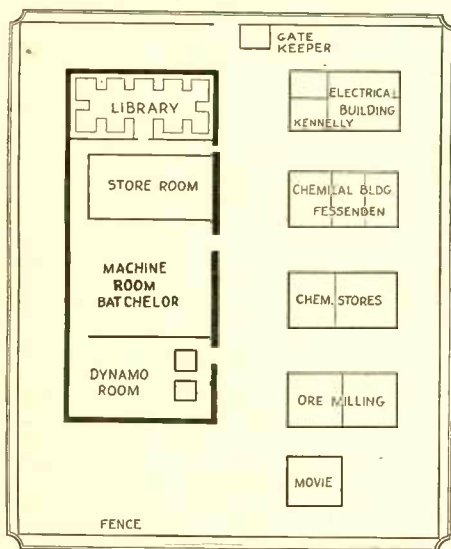 GATE
KEEPER
LIBRARY
ELECTRICAL
BUILDING
KENNELLY
STORE ROOM
CHEMICAL BLDG
FESSENDEN
MACHINE
ROOM
BATCHELOR
CHEM. STORES
DYNAMO
ROOM
ORE MILLING
MOVIE
FENCE